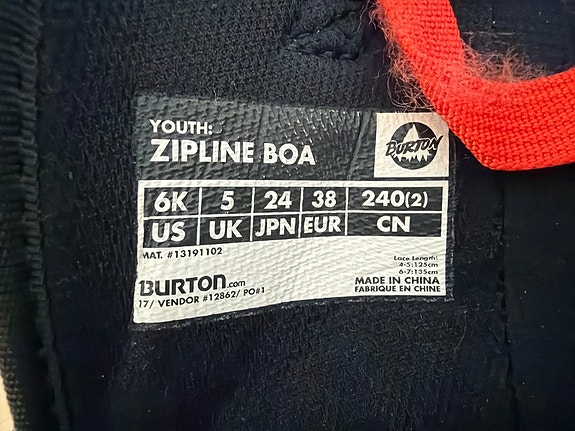 YOUTH:
ZIPLINE BOA
BURTON
6K 5 24 38 240(2)
US UK JPN EUR CN
MAT. #13191102
Lace Length:
4-5:125cm
6-7:135cm
BURTON.com
MADE IN CHINA
17/ VENDOR #12862/ PO#1
FABRIQUE EN CHINE